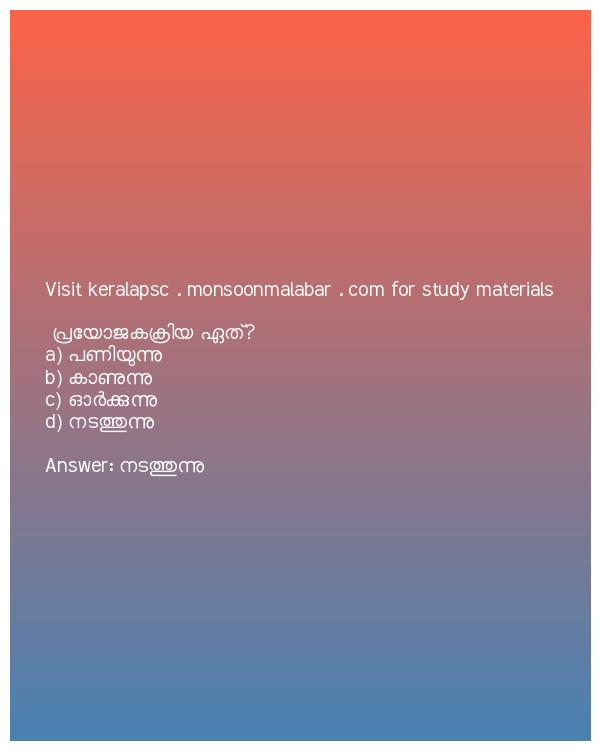 Visit keralapsc . monsoonmalabar . com for study materials
പ്രയോജകക്രിയ ഏത്?
a) പണിയുന്നു
b) കാണുന്നു
c) ഓർക്കുന്നു
d) നടത്തുന്നു
Answer: നടത്തുന്നു